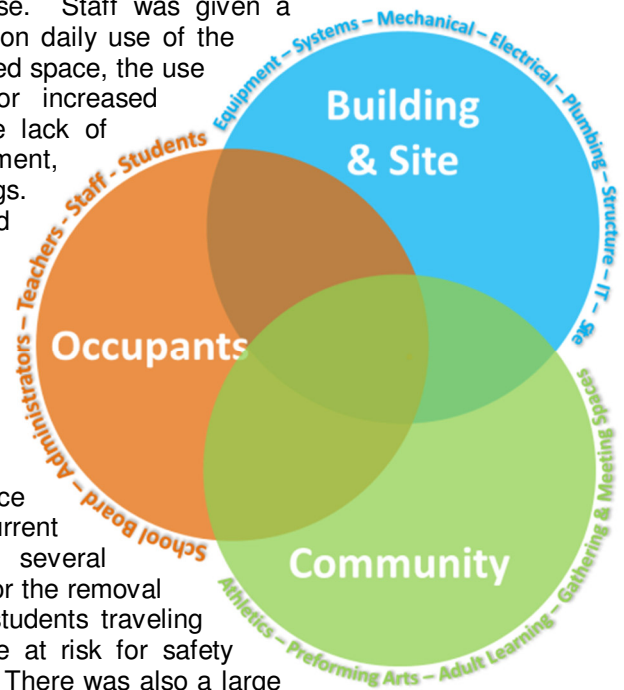 se. Staff was given a
on daily use of the
ed space, the use
or increased
e lack of
ment,
gs.
d
Equipment – Systems – Mechanical – Electrical – Plumbing – Structure – IT – Site
Building
& Site
School Board – Administrators – Teachers - Staff - Students
Occupants
Community
Athletics – Preforming Arts – Adult Learning – Gathering & Meeting Spaces
ce
urrent
several
or the removal
students traveling
e at risk for safety
There was also a large